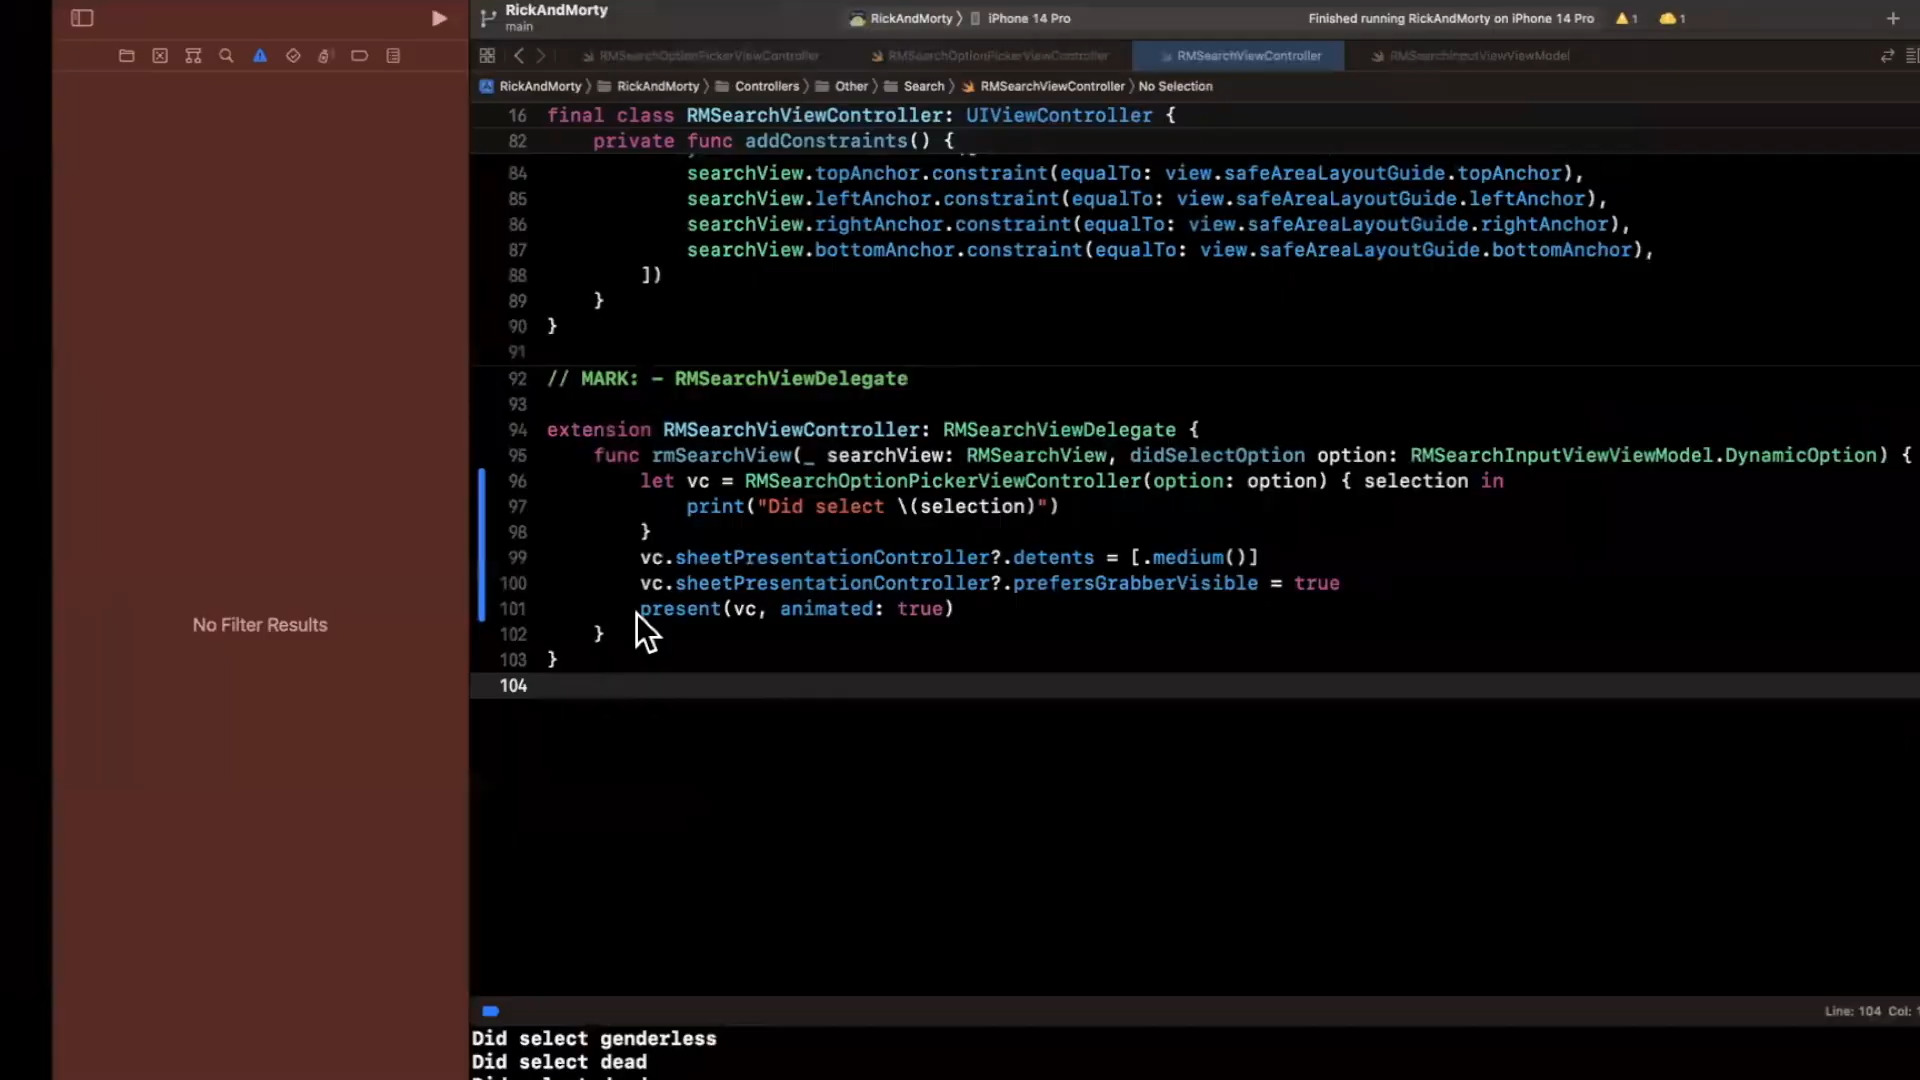 RickAndMorty
main
RickAndMorty 〉 iPhone 14 Pro
Finished running RickAndMorty on iPhone 14 Pro
1
1
RMSearchOptionPickerViewController
RMSearchOptionPickerViewController
RMSearchViewController
RMSearchInputViewViewModel
RickAndMorty 〉 RickAndMorty 〉 Controllers 〉 Other 〉 Search 〉 RMSearchViewController 〉 No Selection
16 final class RMSearchViewController: UIViewController {
82 private func addConstraints() {
84 searchView.topAnchor.constraint(equalTo: view.safeAreaLayoutGuide.topAnchor),
85 searchView.leftAnchor.constraint(equalTo: view.safeAreaLayoutGuide.leftAnchor),
86 searchView.rightAnchor.constraint(equalTo: view.safeAreaLayoutGuide.rightAnchor),
87 searchView.bottomAnchor.constraint(equalTo: view.safeAreaLayoutGuide.bottomAnchor),
88 ])
89 }
90 }
91
92 // MARK: - RMSearchViewDelegate
93
94 extension RMSearchViewController: RMSearchViewDelegate {
95 func rmSearchView(_ searchView: RMSearchView, didSelectOption option: RMSearchInputViewViewModel.DynamicOption) {
96 let vc = RMSearchOptionPickerViewController(option: option) { selection in
97 print("Did select \(selection)")
98 }
99 vc.sheetPresentationController?.detents = [.medium()]
100 vc.sheetPresentationController?.prefersGrabberVisible = true
101 present(vc, animated: true)
102 }
103 }
104
No Filter Results
Line: 104 Col:
Did select genderless
Did select dead